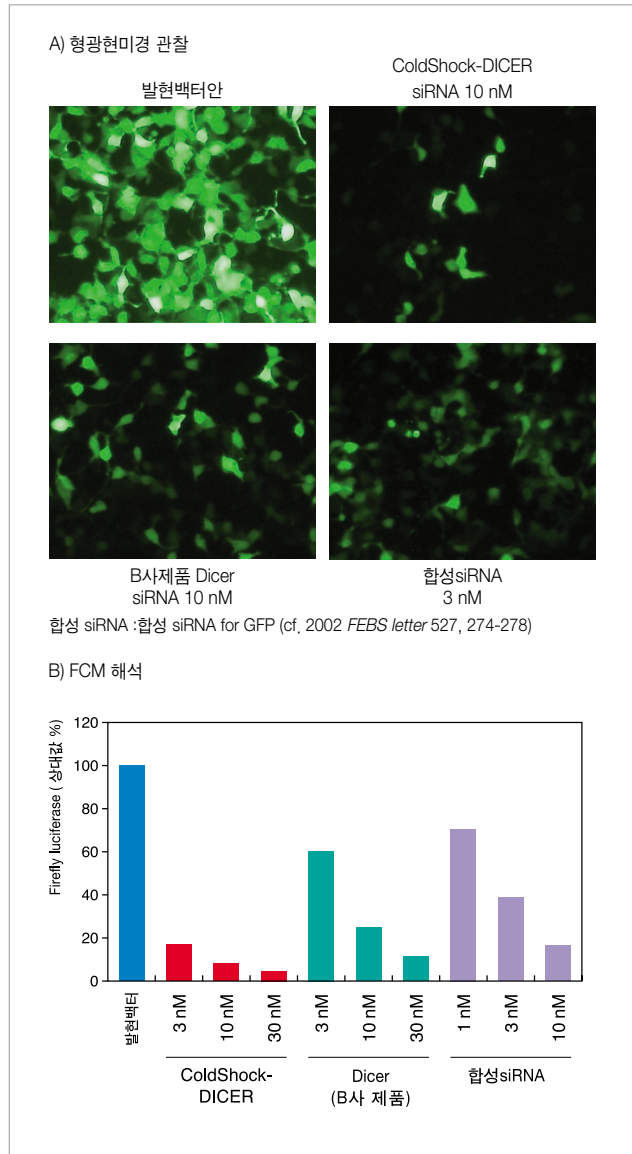 A) 형광현미경 관찰
발현백터안
ColdShock-DICER
siRNA 10 nM
B사제품 Dicer
siRNA 10 nM
합성siRNA
3 nM
합성 siRNA :합성 siRNA for GFP (cf, 2002 FEBS letter 527, 274-278)
B) FCM 해석
Firefly luciferase ( 상대값 %)
120
100
80
60
40
20
0
발현백터
3 nM
10 nM
30 nM
3 nM
10 nM
30 nM
1 nM
3 nM
10 nM
ColdShock-
DICER
Dicer
(B사 제품)
합성siRNA